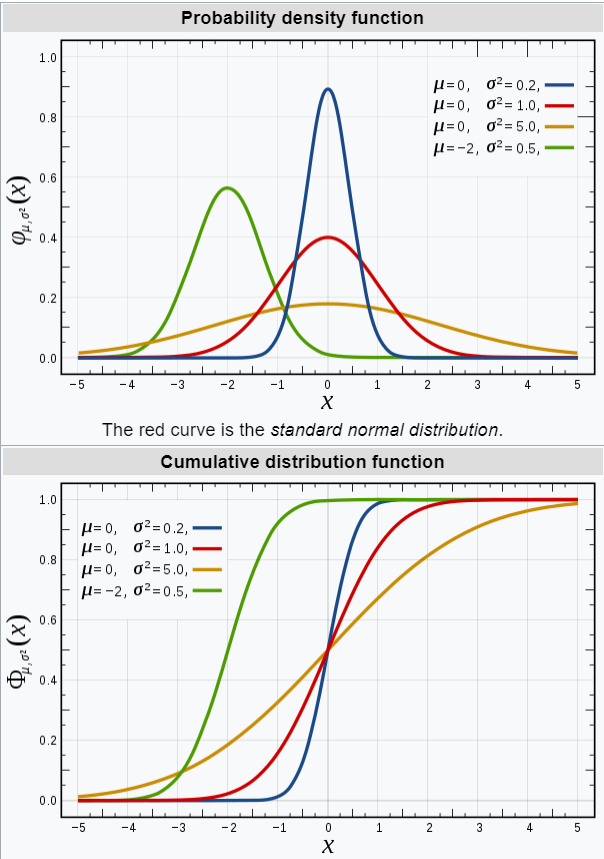 Probability density function
φμ,σ²(x)
1.0
0.8
0.6
0.4
0.2
0.0
μ=0, σ²=0.2,
μ=0, σ²=1.0,
μ=0, σ²=5.0,
μ=−2, σ²=0.5,
−5 −4 −3 −2 −1 0 1 2 3 4 5
x
The red curve is the standard normal distribution.
Cumulative distribution function
Φμ,σ²(x)
1.0
0.8
0.6
0.4
0.2
0.0
μ=0, σ²=0.2,
μ=0, σ²=1.0,
μ=0, σ²=5.0,
μ=−2, σ²=0.5,
−5 −4 −3 −2 −1 0 1 2 3 4 5
x